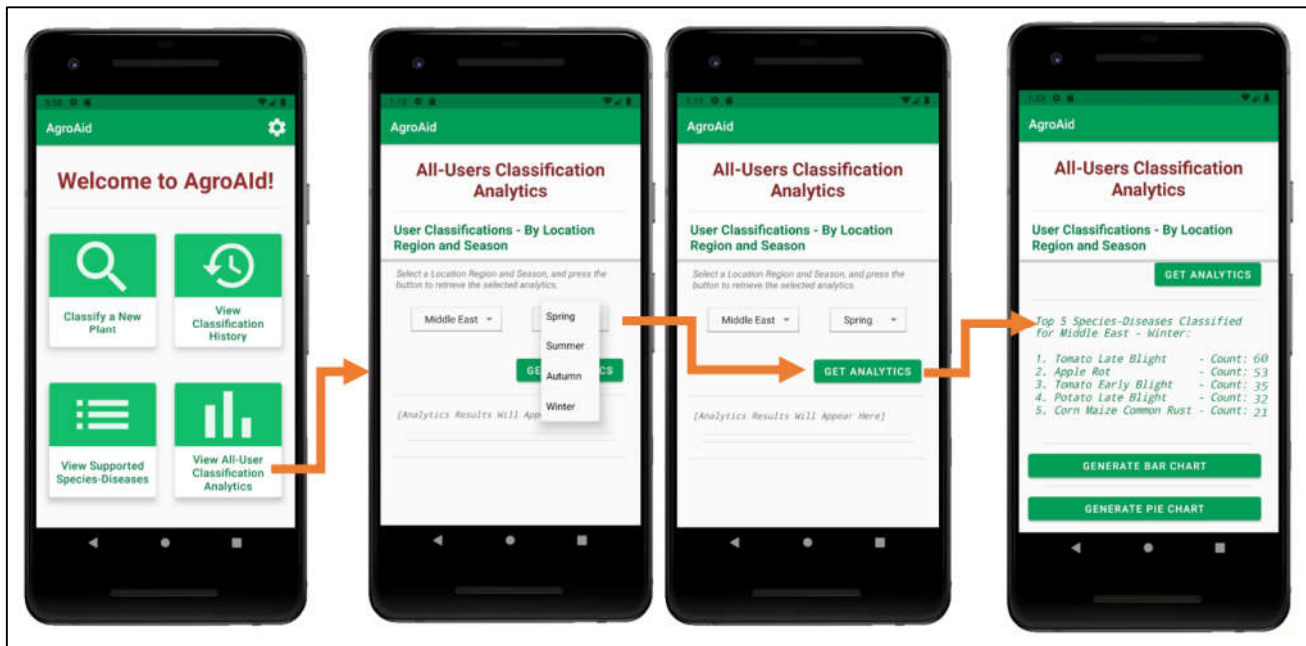 AgroAid
Welcome to AgroAId!
Classify a New
Plant
View
Classification
History
View Supported
Species-Diseases
View All-User
Classification
Analytics
AgroAid
All-Users Classification
Analytics
User Classifications - By Location
Region and Season
Select a Location Region and Season, and press the
button to retrieve the selected analytics.
Middle East
Spring
Summer
Autumn
Winter
[Analytics Results Will
AgroAid
All-Users Classification
Analytics
User Classifications - By Location
Region and Season
Select a Location Region and Season, and press the
button to retrieve the selected analytics.
Middle East Spring
GET ANALYTICS
[Analytics Results Will Appear Here]
AgroAid
All-Users Classification
Analytics
User Classifications - By Location
Region and Season
GET ANALYTICS
Top 5 Species-Diseases Classified
for Middle East - Winter:
1. Tomato Late Blight - Count: 60
2. Apple Rot - Count: 53
3. Tomato Early Blight - Count: 35
4. Potato Late Blight - Count: 32
5. Corn Maize Common Rust - Count: 21
GENERATE BAR CHART
GENERATE PIE CHART